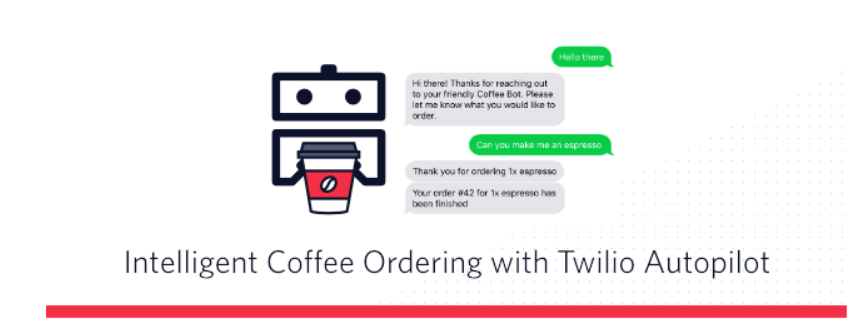 Hello there
Hi there! Thanks for reaching out
to your friendly Coffee Bot. Please
let me know what you would like to
order.
Can you make me an espresso
Thank you for ordering 1x espresso
Your order #42 for 1x espresso has
been finished
Intelligent Coffee Ordering with Twilio Autopilot